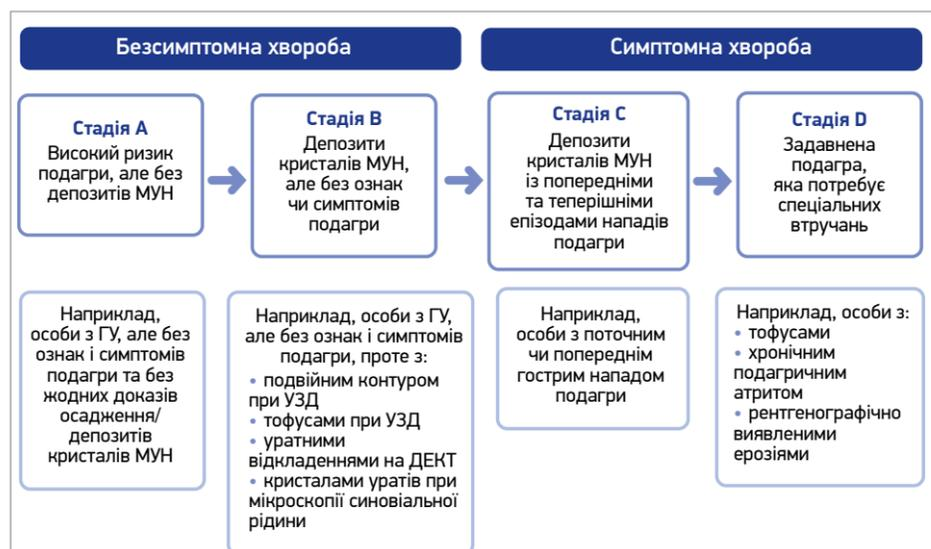 Безсимптомна хвороба
Симптомна хвороба
Стадія A
Високий ризик
подагри, але без
депозитів МУН
Стадія B
Депозити
кристалів МУН,
але без ознак
чи симптомів
подагри
Стадія C
Депозити
кристалів МУН
із попередніми
та теперішніми
епізодами нападів
подагри
Стадія D
Задавнена
подагра,
яка потребує
спеціальних
втручань
Наприклад,
особи з ГУ, але без
ознак і симптомів
подагри та без
жодних доказів
осадження/
депозитів
кристалів МУН
Наприклад, особи з ГУ,
але без ознак і симптомів
подагри, проте з:
• подвійним контуром
при УЗД
• тофусами при УЗД
• уратними
відкладеннями на ДЕКТ
• кристалами уратів при
мікроскопії синовіальної
рідини
Наприклад,
особи з поточним
чи попереднім
гострим нападом
подагри
Наприклад, особи з:
• тофусами
• хронічним
подагричним
атритом
• рентгенографічно
виявленими
ерозіями